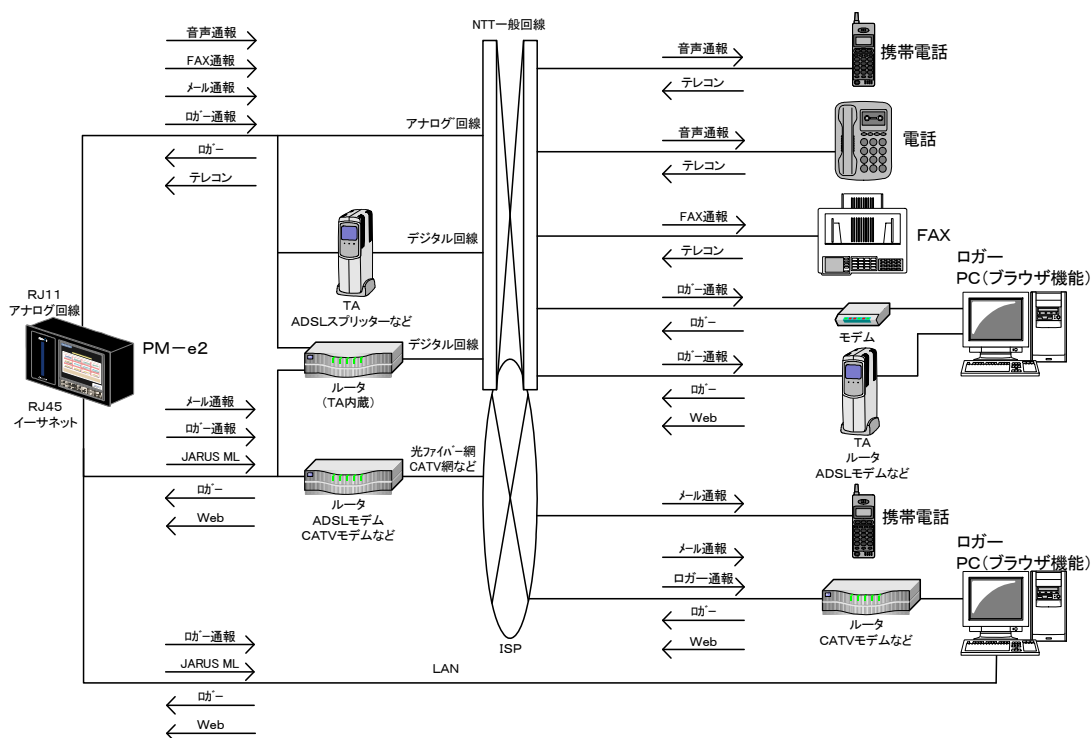 NTT一般回線
音声通報
FAX通報
メール通報
ロガー通報
ロガー
テレコン
アナログ回線
デジタル回線
TA
ADSLスプリッターなど
デジタル回線
ルータ
(TA内蔵)
RJ11
アナログ回線
PM－e2
RJ45
イーサネット
メール通報
ロガー通報
JARUS ML
ロガー
Web
光ファイバー網
CATV網など
ルータ
ADSLモデム
CATVモデムなど
ISP
ロガー通報
JARUS ML
LAN
ロガー
Web
音声通報
テレコン
携帯電話
音声通報
テレコン
電話
FAX通報
テレコン
FAX
ロガー通報
ロガー
モデム
ロガー
PC(ブラウザ機能)
ロガー通報
ロガー
Web
TA
ルータ
ADSLモデムなど
メール通報
携帯電話
メール通報
ロガー通報
ロガー
Web
ルータ
CATVモデムなど
ロガー
PC(ブラウザ機能)